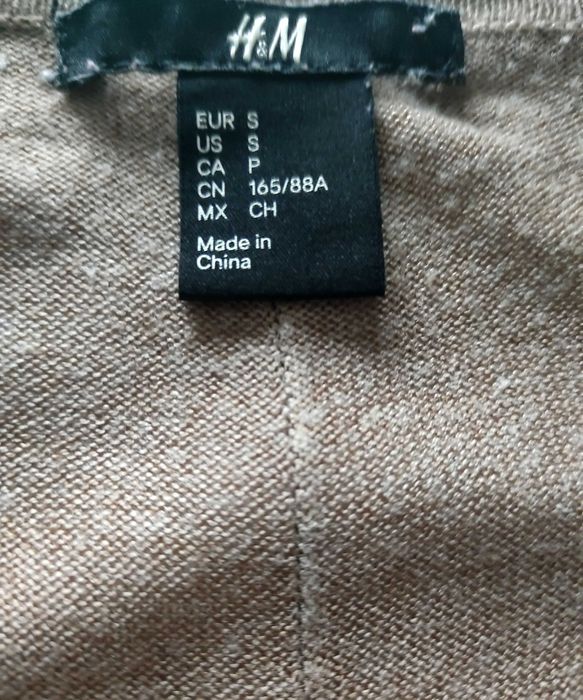 H&M
EUR S
US S
CA P
CN 165/88A
MX CH
Made in
China